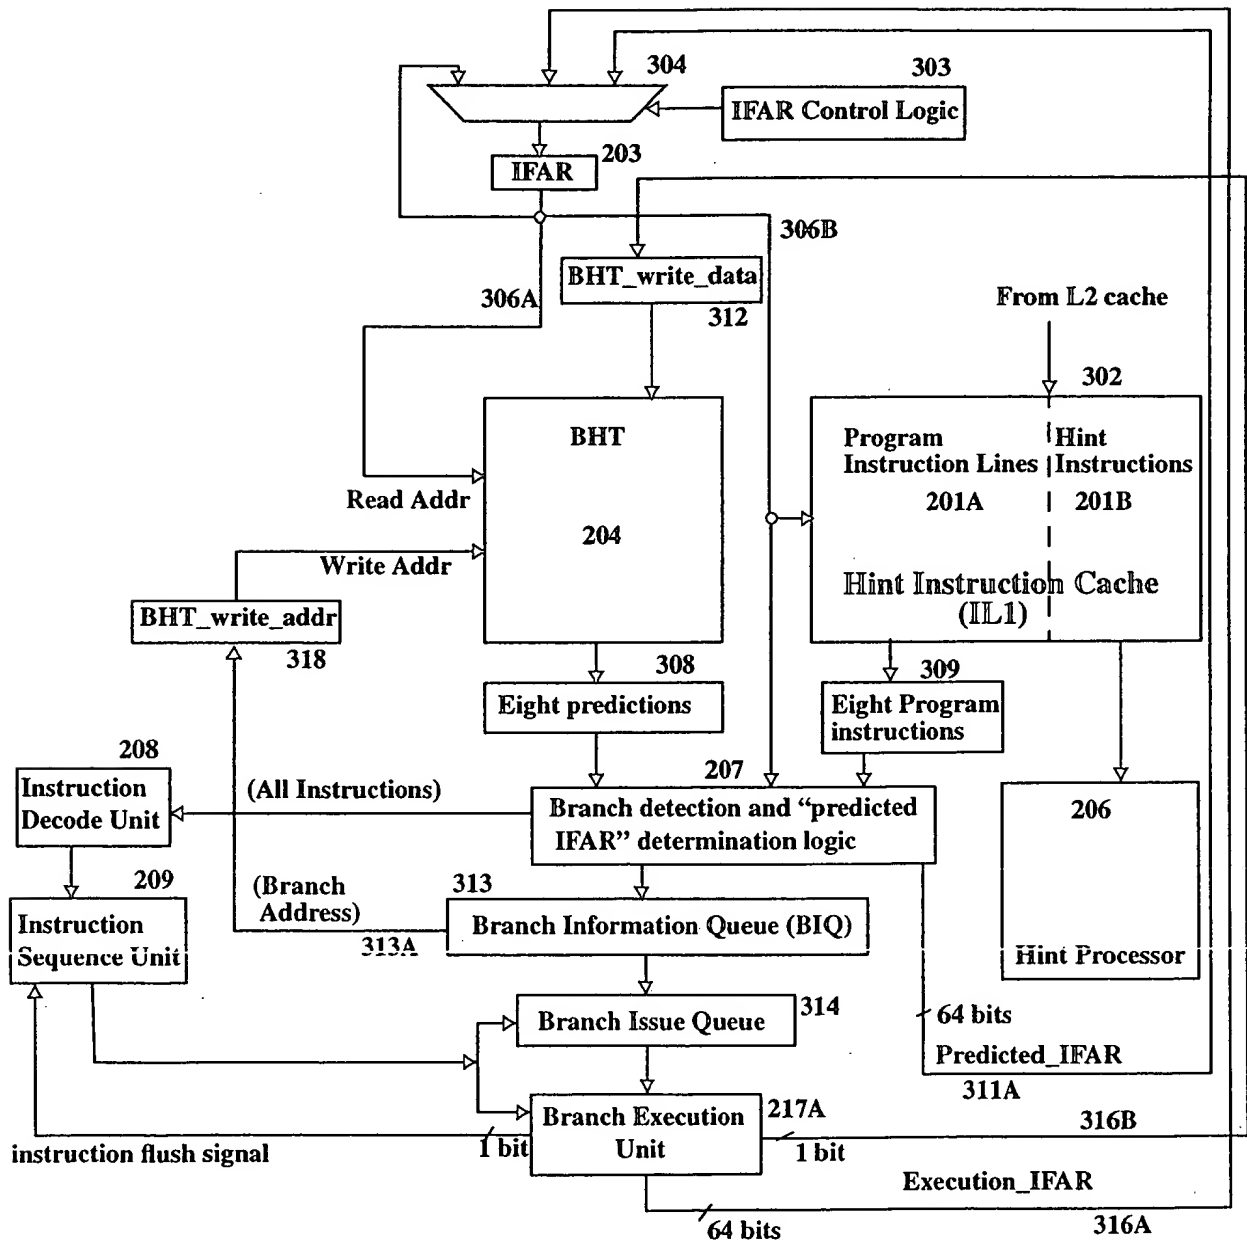 304
303
IFAR Control Logic
203
IFAR
306B
BHT_write_data
306A
312
From L2 cache
302
BHT
Program
Instruction Lines
Hint
Instructions
201A
201B
Read Addr
204
Write Addr
Hint Instruction Cache
(IL1)
BHT_write_addr
318
308
309
Eight predictions
Eight Program
instructions
208
207
Instruction
Decode Unit
(All Instructions)
Branch detection and “predicted
IFAR” determination logic
206
209
(Branch
Address)
313
Instruction
Sequence Unit
Branch Information Queue (BIQ)
313A
Hint Processor
314
Branch Issue Queue
64 bits
Predicted_IFAR
311A
217A
Branch Execution
Unit
316B
1 bit
1 bit
instruction flush signal
Execution_IFAR
64 bits
316A